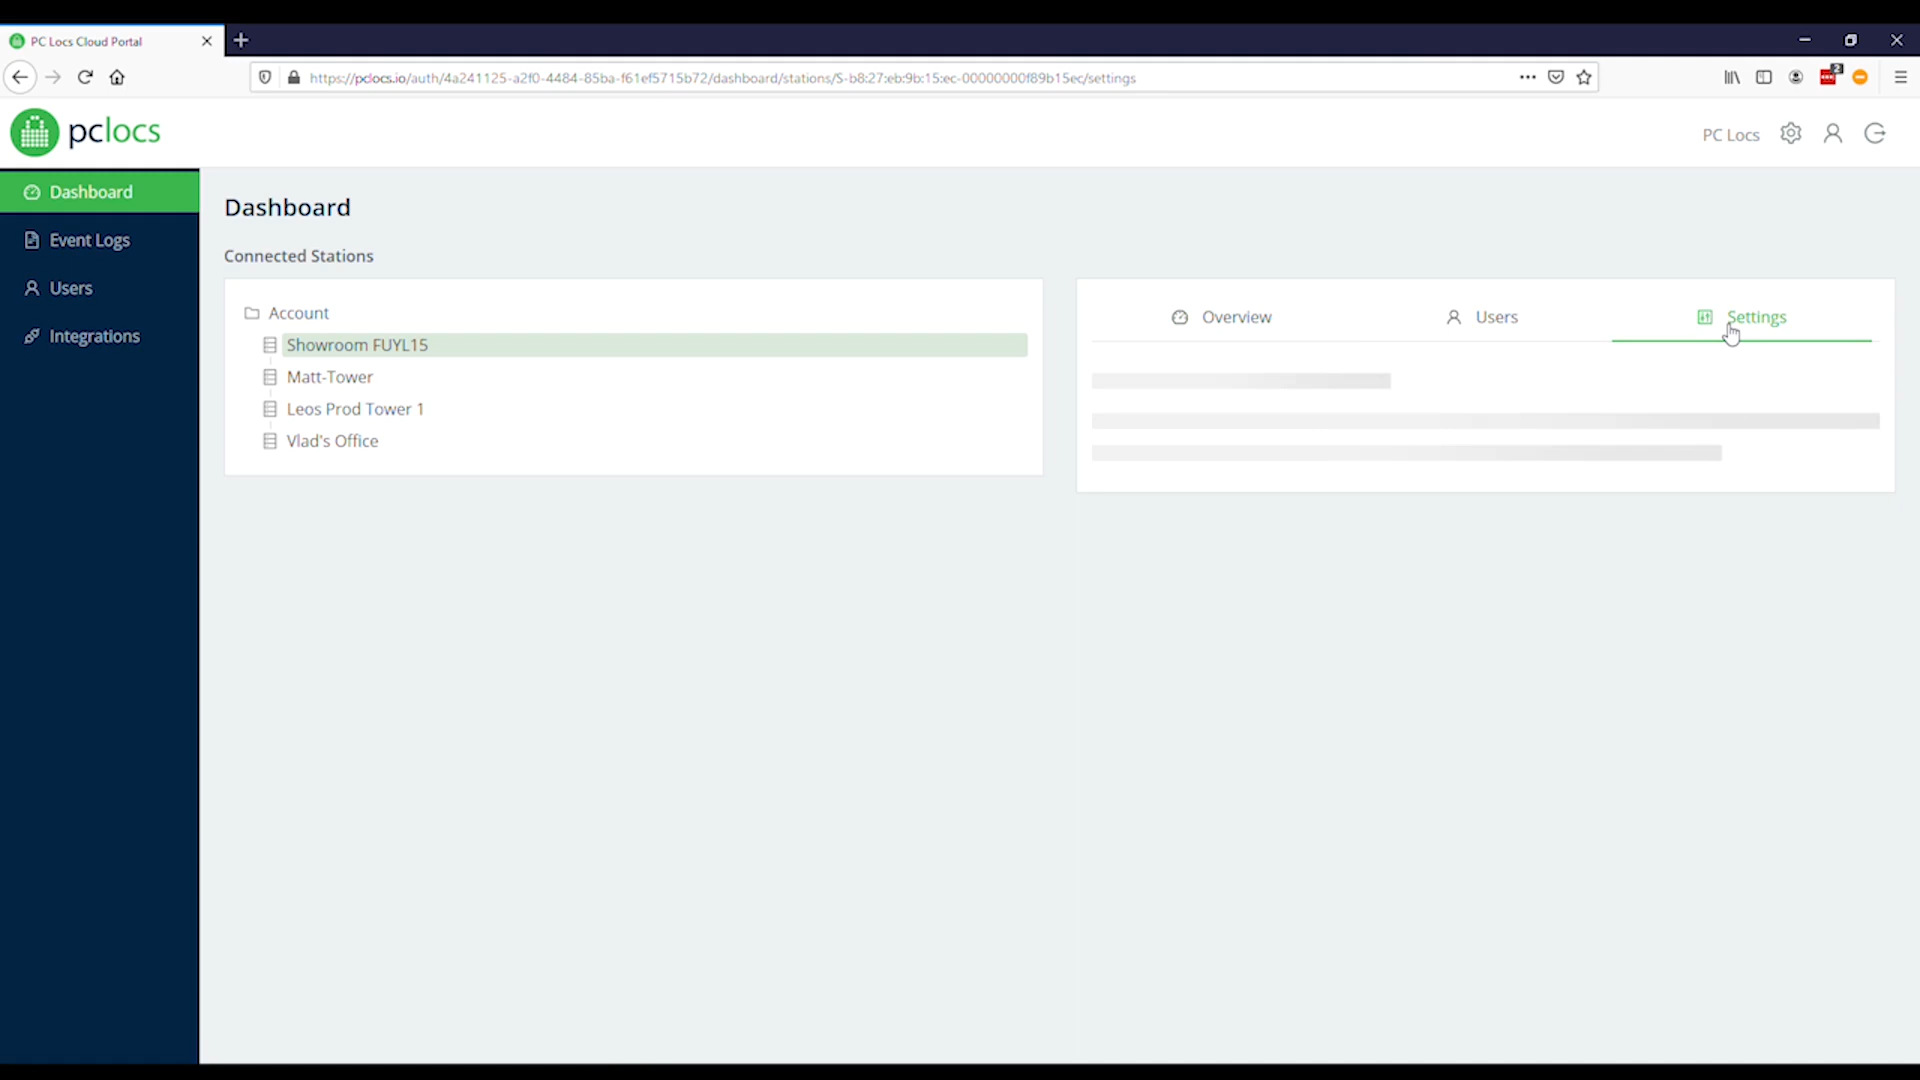 PC Locs Cloud Portal
https://pclocs.io/auth/4a241125-a2f0-4484-85ba-f61ef5715b72/dashboard/stations/S-b8:27:eb:9b:15:ec-00000000f89b15ec/settings
2
pclocs
PC Locs
Dashboard
Event Logs
Users
Integrations
Dashboard
Connected Stations
Account
Showroom FUYL15
Matt-Tower
Leos Prod Tower 1
Vlad's Office
Overview
Users
Settings